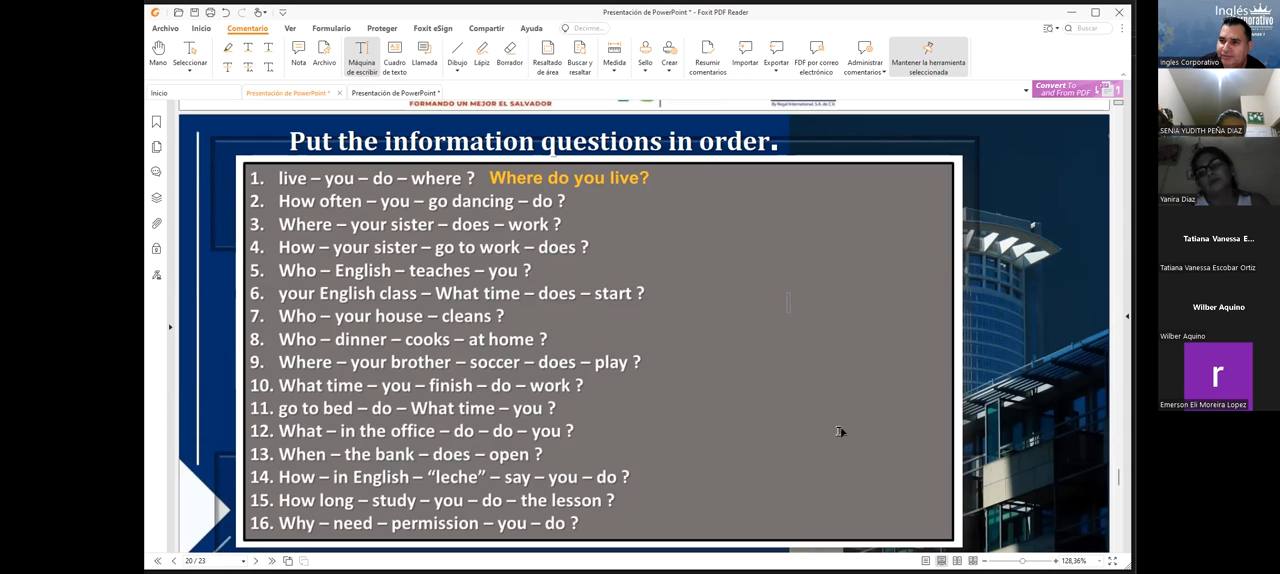 Presentación de PowerPoint * - Foxit PDF Reader
Archivo Inicio Comentario Ver Formulario Proteger Foxit eSign Compartir Ayuda Decirme... Buscar
Mano Seleccionar Nota Archivo Máquina de escribir Cuadro de texto Llamada Dibujo Lápiz Borrador Resaltado de área Buscar y resaltar Medida Sello Crear Resumir comentarios Importar Exportar FDF por correo electrónico Administrar comentarios Mantener la herramienta seleccionada
Inicio Presentación de PowerPoint * Presentación de PowerPoint * Convert To and From PDF
FORMANDO UN MEJOR EL SALVADOR
Put the information questions in order.
1. live – you – do – where ? Where do you live?
2. How often – you – go dancing – do ?
3. Where – your sister – does – work ?
4. How – your sister – go to work – does ?
5. Who – English – teaches – you ?
6. your English class – What time – does – start ?
7. Who – your house – cleans ?
8. Who – dinner – cooks – at home ?
9. Where – your brother – soccer – does – play ?
10. What time – you – finish – do – work ?
11. go to bed – do – What time – you ?
12. What – in the office – do – do – you ?
13. When – the bank – does – open ?
14. How – in English – “leche” – say – you – do ?
15. How long – study – you – do – the lesson ?
16. Why – need – permission – you – do ?
20 / 23
128,36%
Inglés
Ingles Corporativo
SENIA YUDITH PEÑA DIAZ
Yanira Diaz
Tatiana Vanessa E...
Tatiana Vanessa Escobar Ortiz
Wilber Aquino
Wilber Aquino
r
Emerson Eli Moreira Lopez